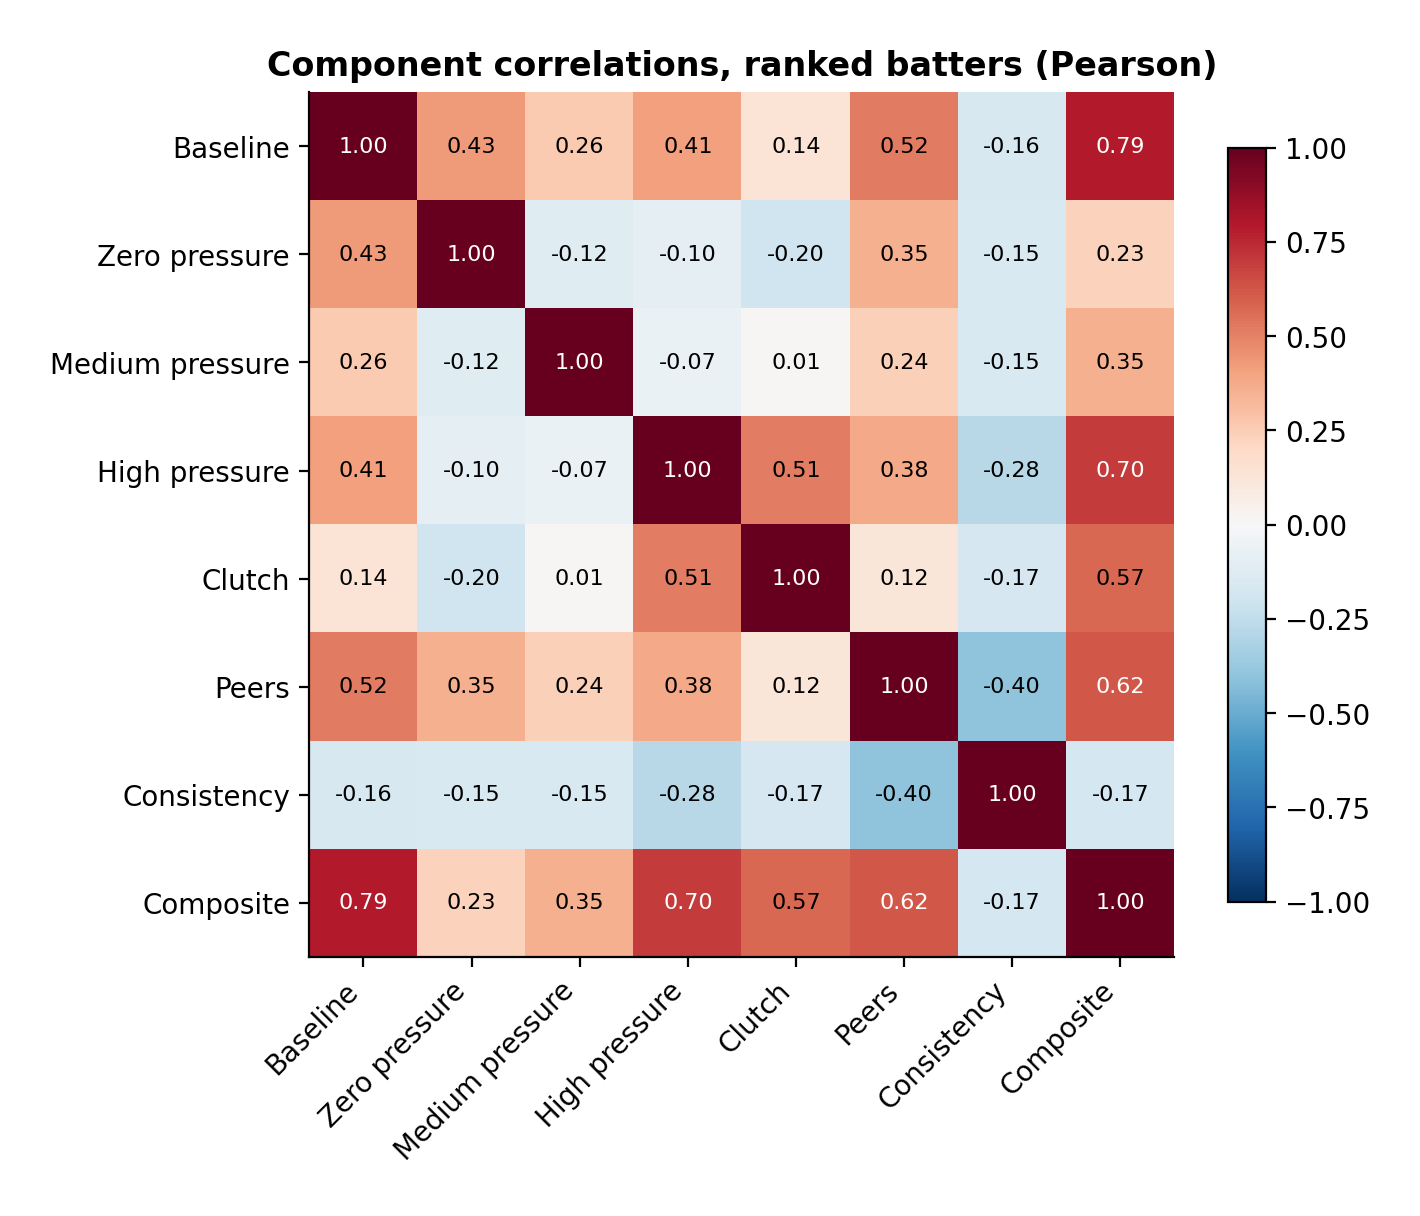 Component correlations, ranked batters (Pearson)
Baseline 1.00 0.43 0.26 0.41 0.14 0.52 -0.16 0.79
Zero pressure 0.43 1.00 -0.12 -0.10 -0.20 0.35 -0.15 0.23
Medium pressure 0.26 -0.12 1.00 -0.07 0.01 0.24 -0.15 0.35
High pressure 0.41 -0.10 -0.07 1.00 0.51 0.38 -0.28 0.70
Clutch 0.14 -0.20 0.01 0.51 1.00 0.12 -0.17 0.57
Peers 0.52 0.35 0.24 0.38 0.12 1.00 -0.40 0.62
Consistency -0.16 -0.15 -0.15 -0.28 -0.17 -0.40 1.00 -0.17
Composite 0.79 0.23 0.35 0.70 0.57 0.62 -0.17 1.00
Baseline
Zero pressure
Medium pressure
High pressure
Clutch
Peers
Consistency
Composite
1.00
0.75
0.50
0.25
0.00
−0.25
−0.50
−0.75
−1.00